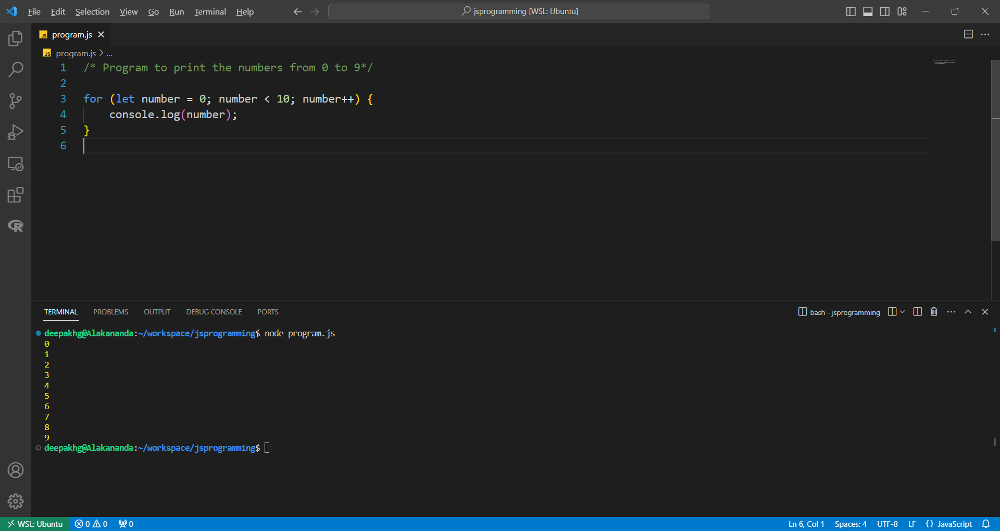 File Edit Selection View Go Run Terminal Help jsprogramming [WSL: Ubuntu]
JS program.js
JS program.js > ...
1 /* Program to print the numbers from 0 to 9*/
2
3 for (let number = 0; number < 10; number++) {
4     console.log(number);
5 }
6
R
TERMINAL PROBLEMS OUTPUT DEBUG CONSOLE PORTS bash - jsprogramming
deepakhg@Alakananda:~/workspace/jsprogramming$ node program.js
0
1
2
3
4
5
6
7
8
9
deepakhg@Alakananda:~/workspace/jsprogramming$
WSL: Ubuntu 0 0 0 Ln 6, Col 1 Spaces: 4 UTF-8 LF {} JavaScript